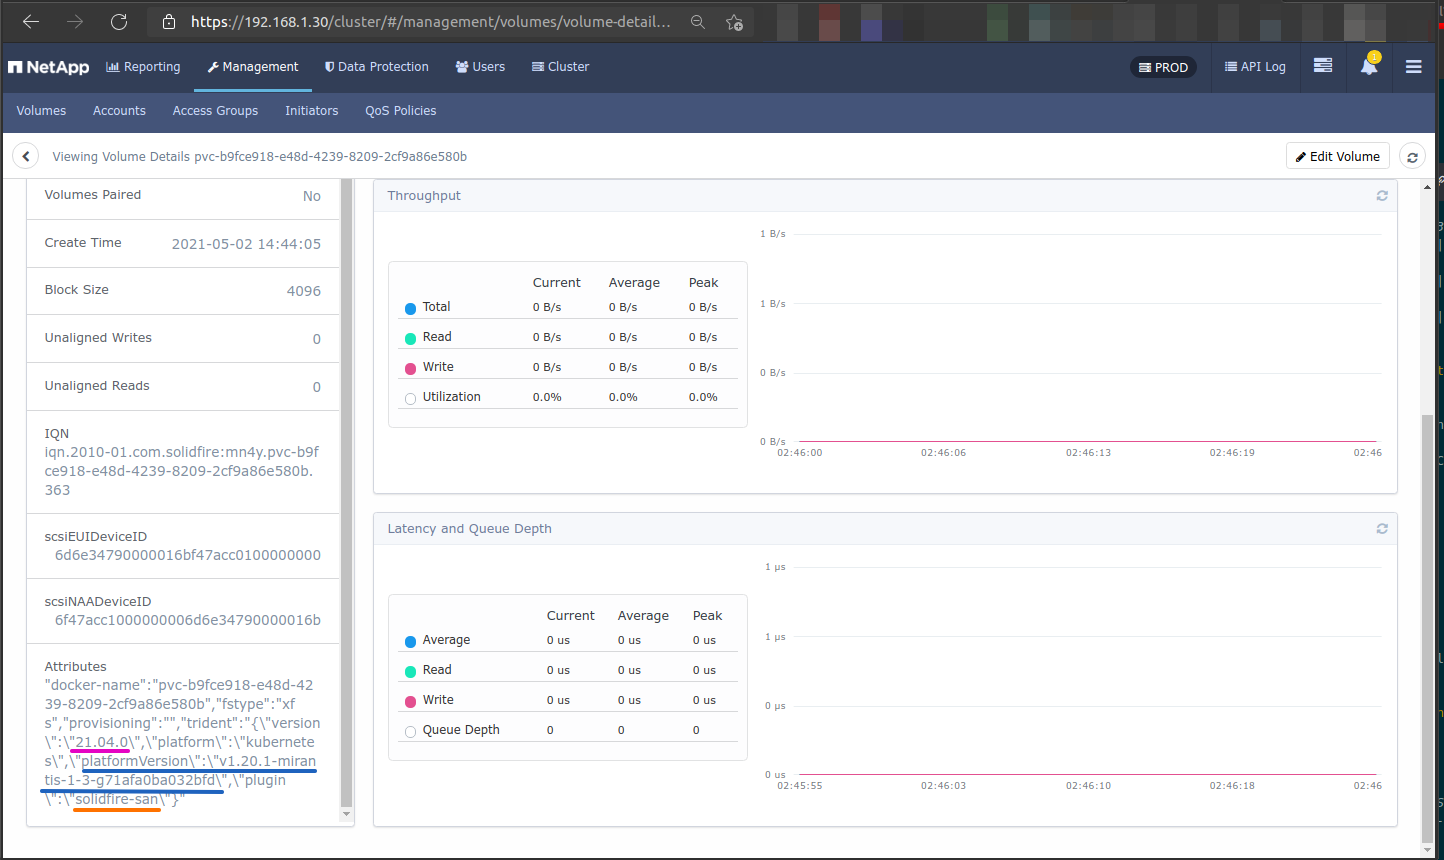 https://192.168.1.30/cluster/#/management/volumes/volume-detail...
NetApp Reporting Management Data Protection Users Cluster PROD API Log 1
Volumes Accounts Access Groups Initiators QoS Policies
Viewing Volume Details pvc-b9fce918-e48d-4239-8209-2cf9a86e580b Edit Volume
Volumes Paired No
Create Time 2021-05-02 14:44:05
Block Size 4096
Unaligned Writes 0
Unaligned Reads 0
IQN
iqn.2010-01.com.solidfire:mn4y.pvc-b9f
ce918-e48d-4239-8209-2cf9a86e580b.
363
scsiEUIDeviceID
6d6e34790000016bf47acc0100000000
scsiNAADeviceID
6f47acc1000000006d6e34790000016b
Attributes
"docker-name":"pvc-b9fce918-e48d-42
39-8209-2cf9a86e580b","fstype":"xf
s","provisioning":"","trident":"{\"version
\":\"21.04.0\",\"platform\":\"kubernete
s\",\"platformVersion\":\"v1.20.1-miran
tis-1-3-g71afa0ba032bfd\",\"plugin
\":\"solidfire-san\"}"
Throughput
Current Average Peak
Total 0 B/s 0 B/s 0 B/s
Read 0 B/s 0 B/s 0 B/s
Write 0 B/s 0 B/s 0 B/s
Utilization 0.0% 0.0% 0.0%
1 B/s
1 B/s
0 B/s
0 B/s
02:46:00 02:46:06 02:46:13 02:46:19 02:46
Latency and Queue Depth
Current Average Peak
Average 0 us 0 us 0 us
Read 0 us 0 us 0 us
Write 0 us 0 us 0 us
Queue Depth 0 0 0
1 µs
1 µs
0 µs
0 us
02:45:55 02:46:03 02:46:10 02:46:18 02:46